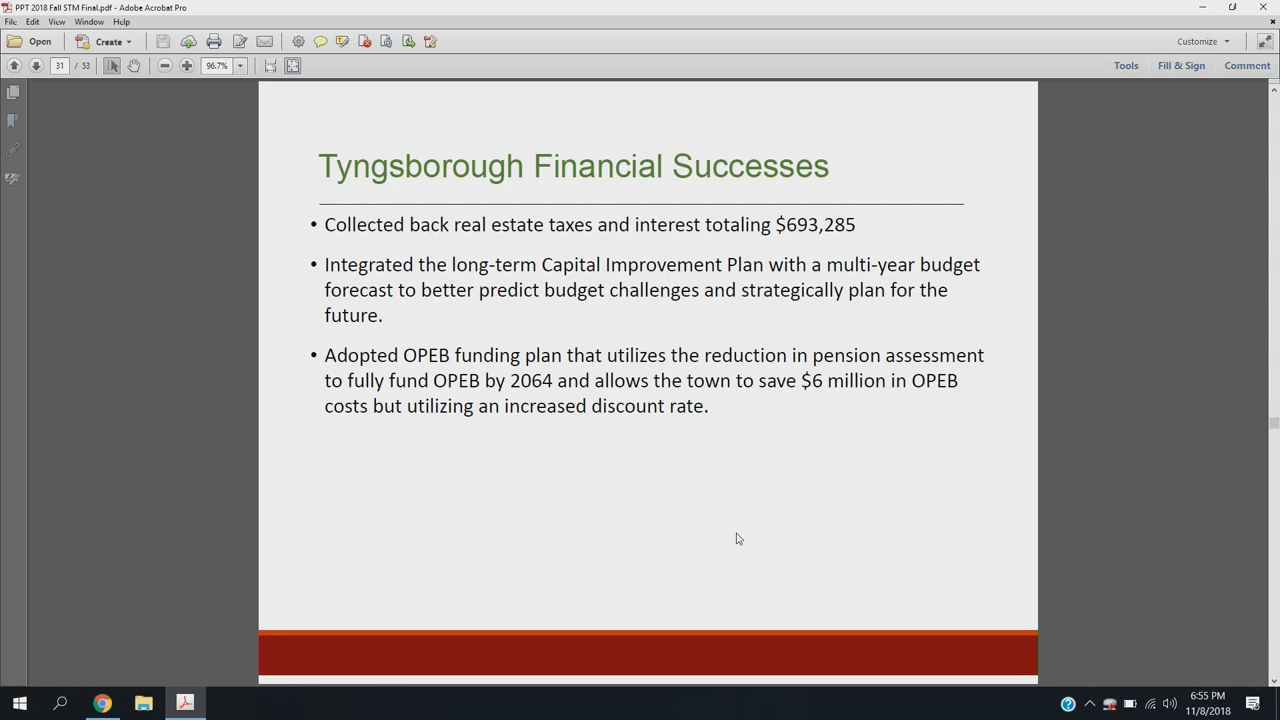 PPT 2018 Fall STM Final.pdf - Adobe Acrobat Pro
File Edit View Window Help
Open Create Customize
31 / 53 96.7% Tools Fill & Sign Comment
Tyngsborough Financial Successes
• Collected back real estate taxes and interest totaling $693,285
• Integrated the long-term Capital Improvement Plan with a multi-year budget
forecast to better predict budget challenges and strategically plan for the
future.
• Adopted OPEB funding plan that utilizes the reduction in pension assessment
to fully fund OPEB by 2064 and allows the town to save $6 million in OPEB
costs but utilizing an increased discount rate.
6:55 PM
11/8/2018